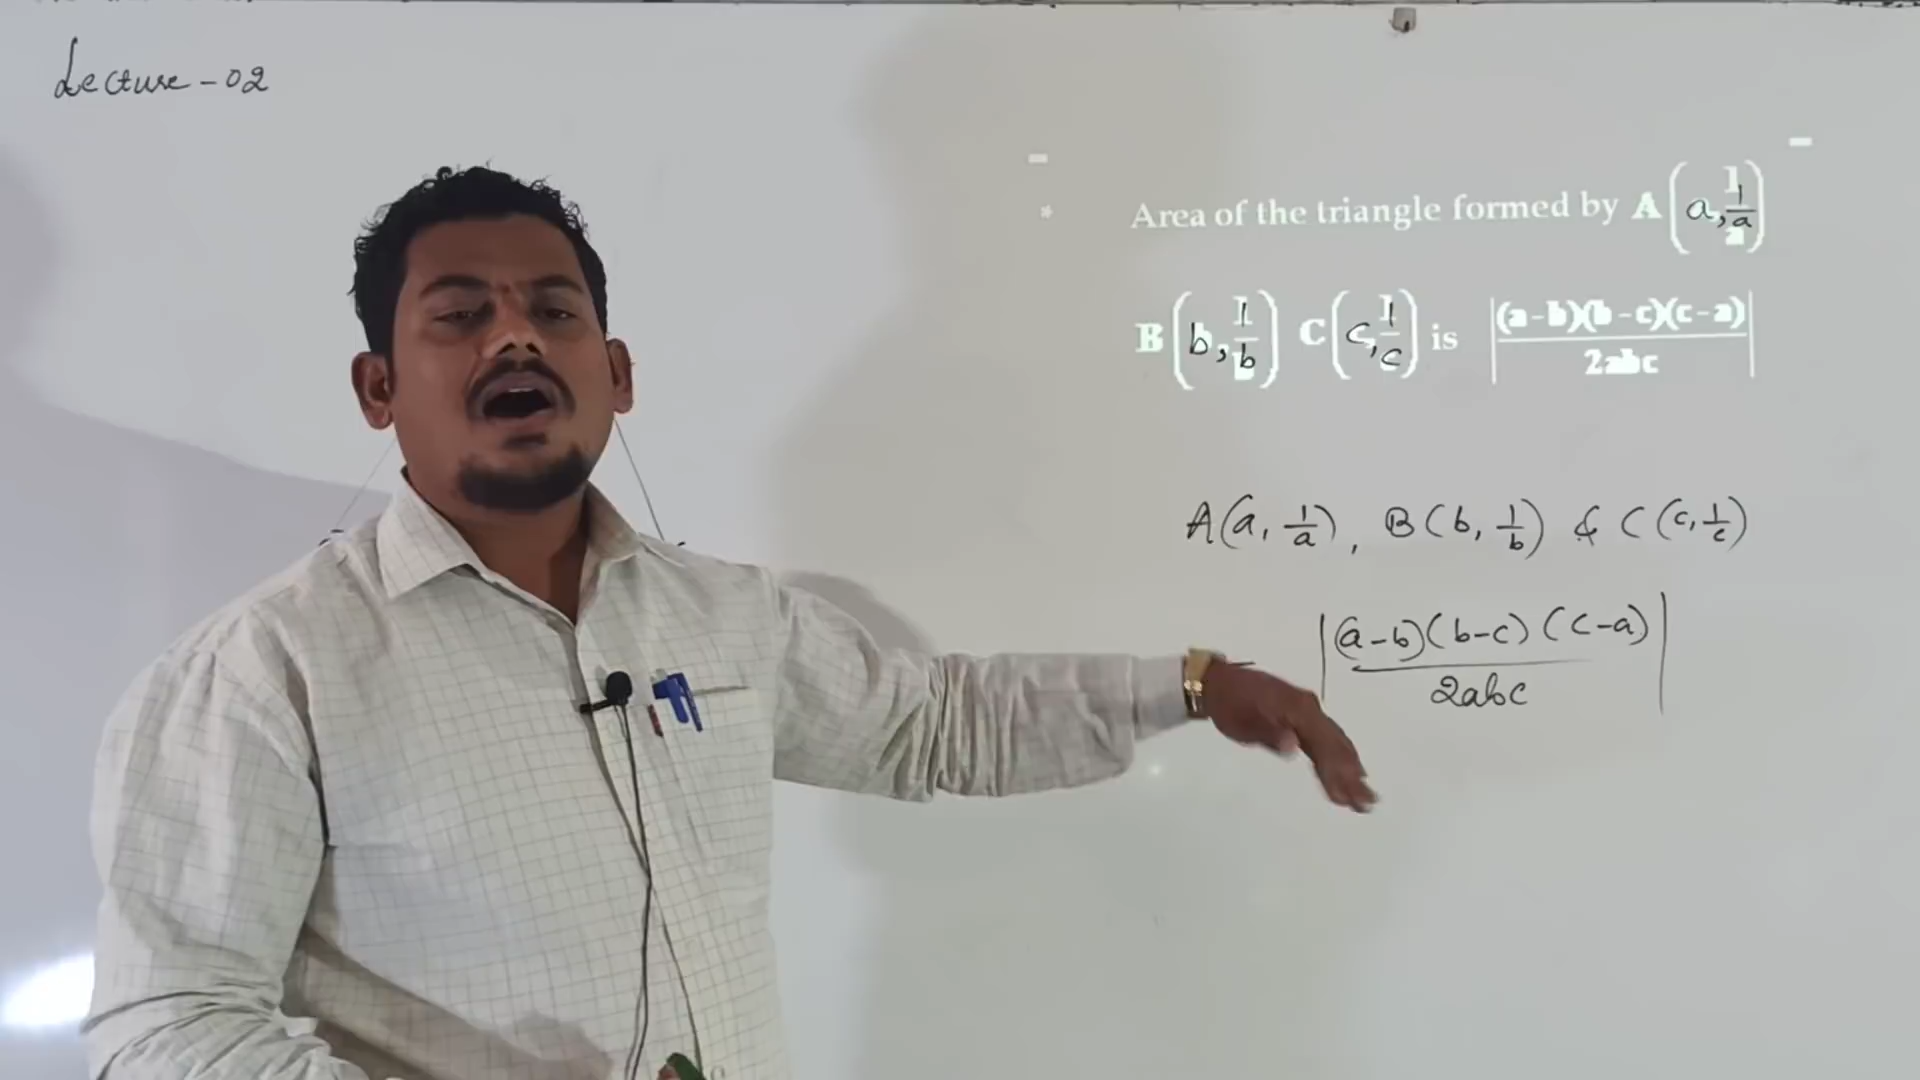 Lecture-02
* Area of the triangle formed by A(a, 1/a)
B(b, 1/b) C(c, 1/c) is |(a-b)(b-c)(c-a)/2abc|
A(a, 1/a), B(b, 1/b) & C(c, 1/c)
|(a-b)(b-c)(c-a)/2abc|